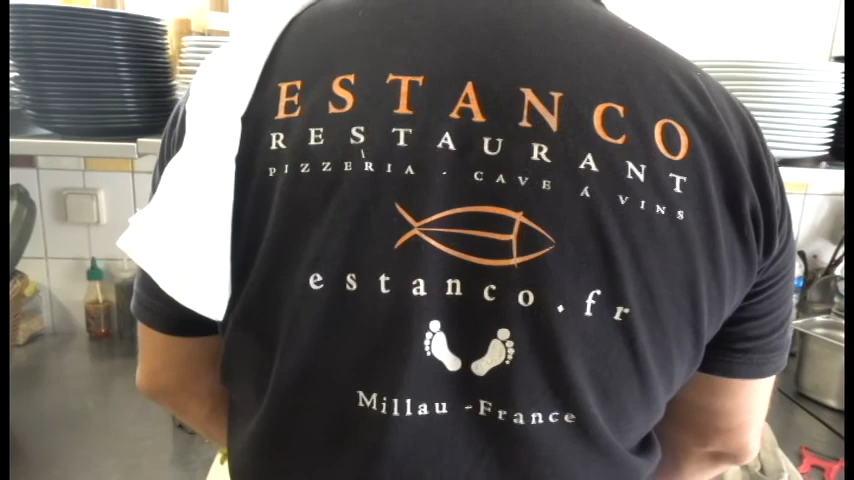 ESTANCO
RESTAURANT
PIZZERIA - CAVE À VINS
estanco.fr
Millau - France